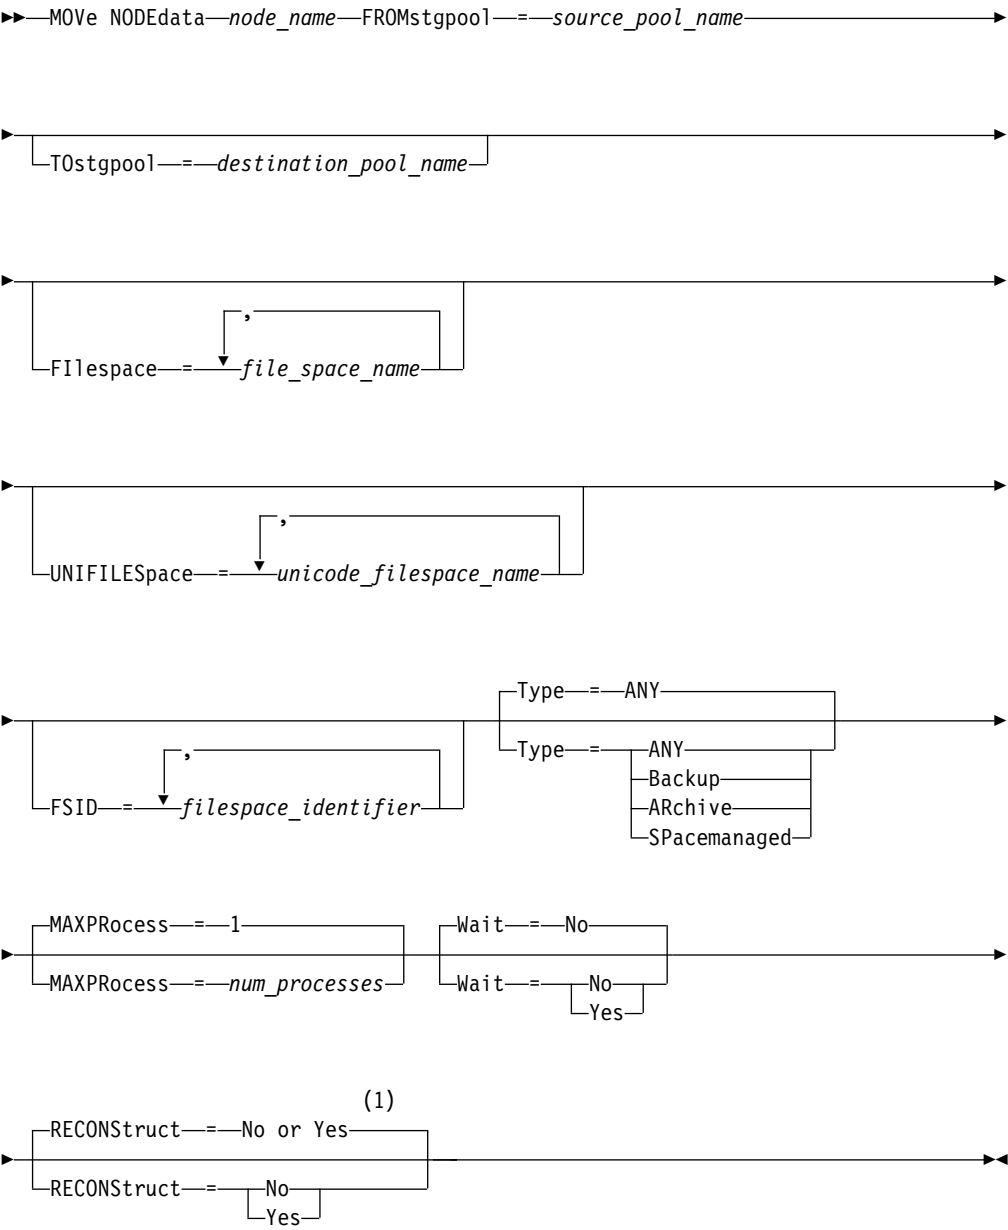 MOVe NODEdata node_name FROMstgpool = source_pool_name
TOstgpool = destination_pool_name
,
FIlespace = file_space_name
,
UNIFILESpace = unicode_filespace_name
Type = ANY
,
Type = ANY
FSID = filespace_identifier
Backup
ARchive
SPacemanaged
MAXPRocess = 1 Wait = No
MAXPRocess = num_processes Wait = No
Yes
(1)
RECONStruct = No or Yes
RECONStruct = No
Yes